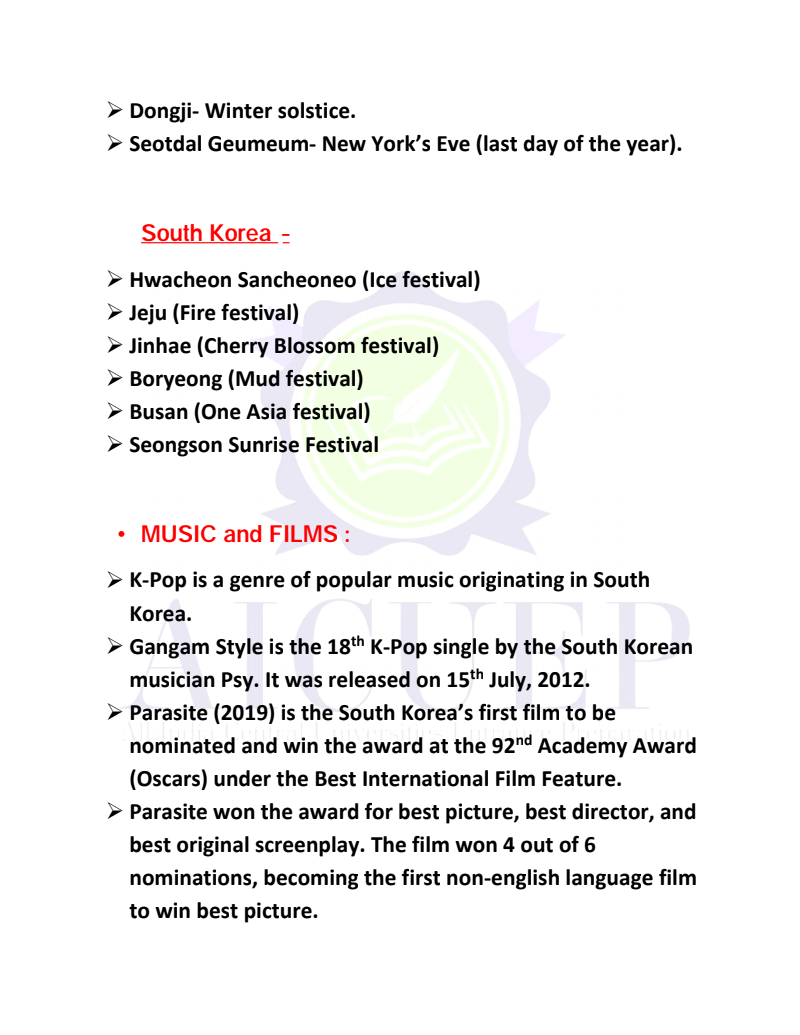 ➢ Dongji- Winter solstice.
➢ Seotdal Geumeum- New York’s Eve (last day of the year).
South Korea -
➢ Hwacheon Sancheoneo (Ice festival)
➢ Jeju (Fire festival)
➢ Jinhae (Cherry Blossom festival)
➢ Boryeong (Mud festival)
➢ Busan (One Asia festival)
➢ Seongson Sunrise Festival
• MUSIC and FILMS :
➢ K-Pop is a genre of popular music originating in South
Korea.
➢ Gangam Style is the 18th K-Pop single by the South Korean
musician Psy. It was released on 15th July, 2012.
➢ Parasite (2019) is the South Korea’s first film to be
nominated and win the award at the 92nd Academy Award
(Oscars) under the Best International Film Feature.
➢ Parasite won the award for best picture, best director, and
best original screenplay. The film won 4 out of 6
nominations, becoming the first non-english language film
to win best picture.
AICUEP
All India Central Universities Entrance Preparation